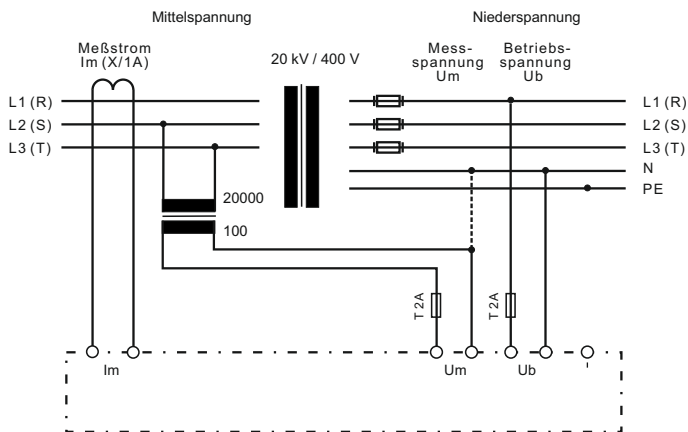 Mittelspannung
Niederspannung
Meßstrom
Im (X/1A)
20 kV / 400 V
Mess-
spannung
Um
Betriebs-
spannung
Ub
L1 (R)
L2 (S)
L3 (T)
L1 (R)
L2 (S)
L3 (T)
N
PE
20000
100
T 2A
T 2A
Im
Um
Ub